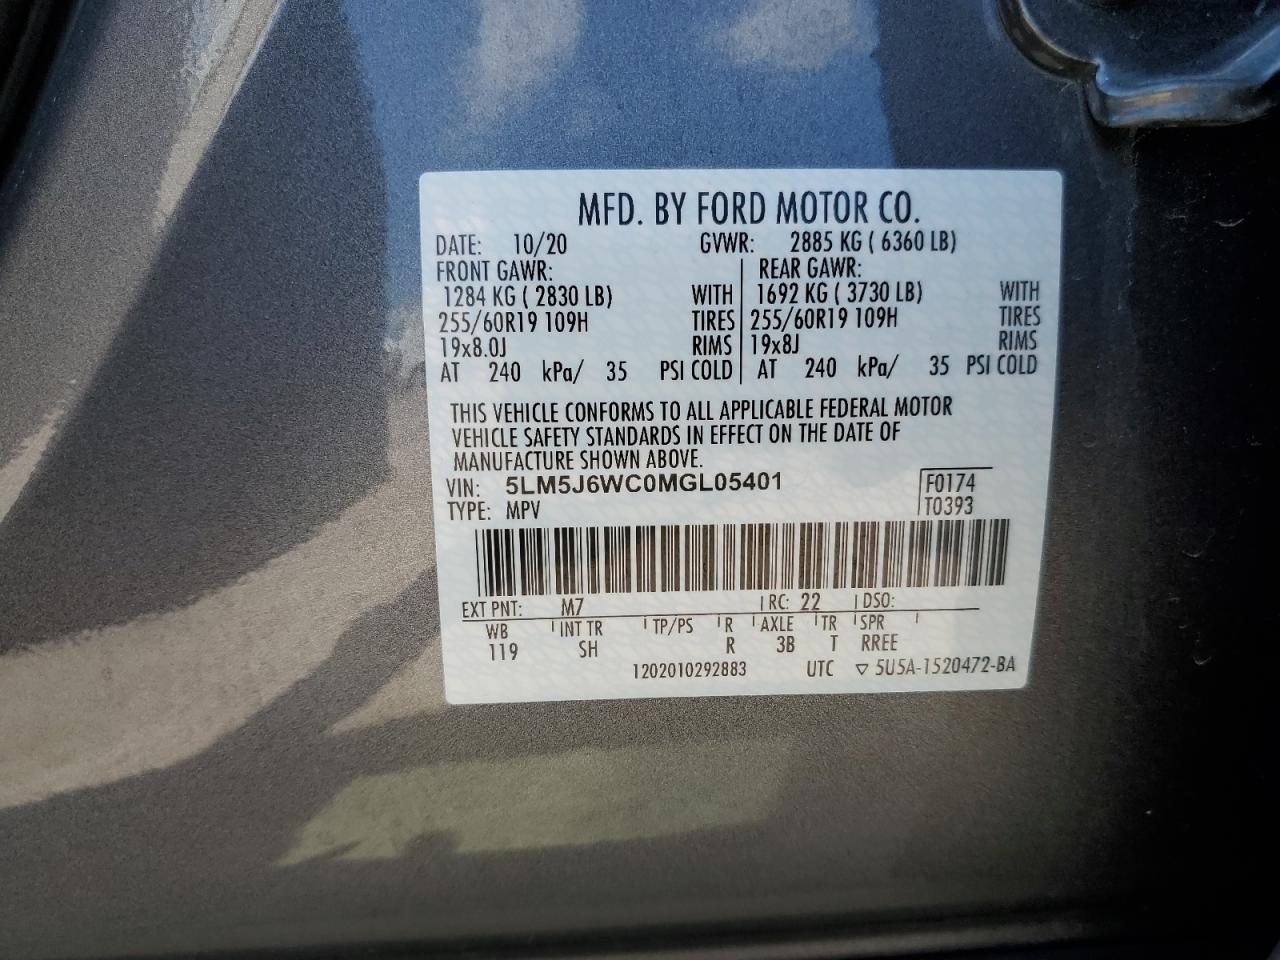 MFD. BY FORD MOTOR CO.
DATE: 10/20 GVWR: 2885 KG ( 6360 LB)
FRONT GAWR: REAR GAWR:
1284 KG ( 2830 LB) WITH 1692 KG ( 3730 LB) WITH
255/60R19 109H TIRES 255/60R19 109H TIRES
19x8.0J RIMS 19x8J RIMS
AT 240 kPa/ 35 PSI COLD AT 240 kPa/ 35 PSI COLD
THIS VEHICLE CONFORMS TO ALL APPLICABLE FEDERAL MOTOR
VEHICLE SAFETY STANDARDS IN EFFECT ON THE DATE OF
MANUFACTURE SHOWN ABOVE.
VIN: 5LM5J6WC0MGL05401 F0174
TYPE: MPV T0393
EXT PNT: M7 RC: 22 DSO:
WB INT TR TP/PS R AXLE TR SPR
119 SH R 3B T RREE
1202010292883 UTC ▽ 5U5A-1520472-BA